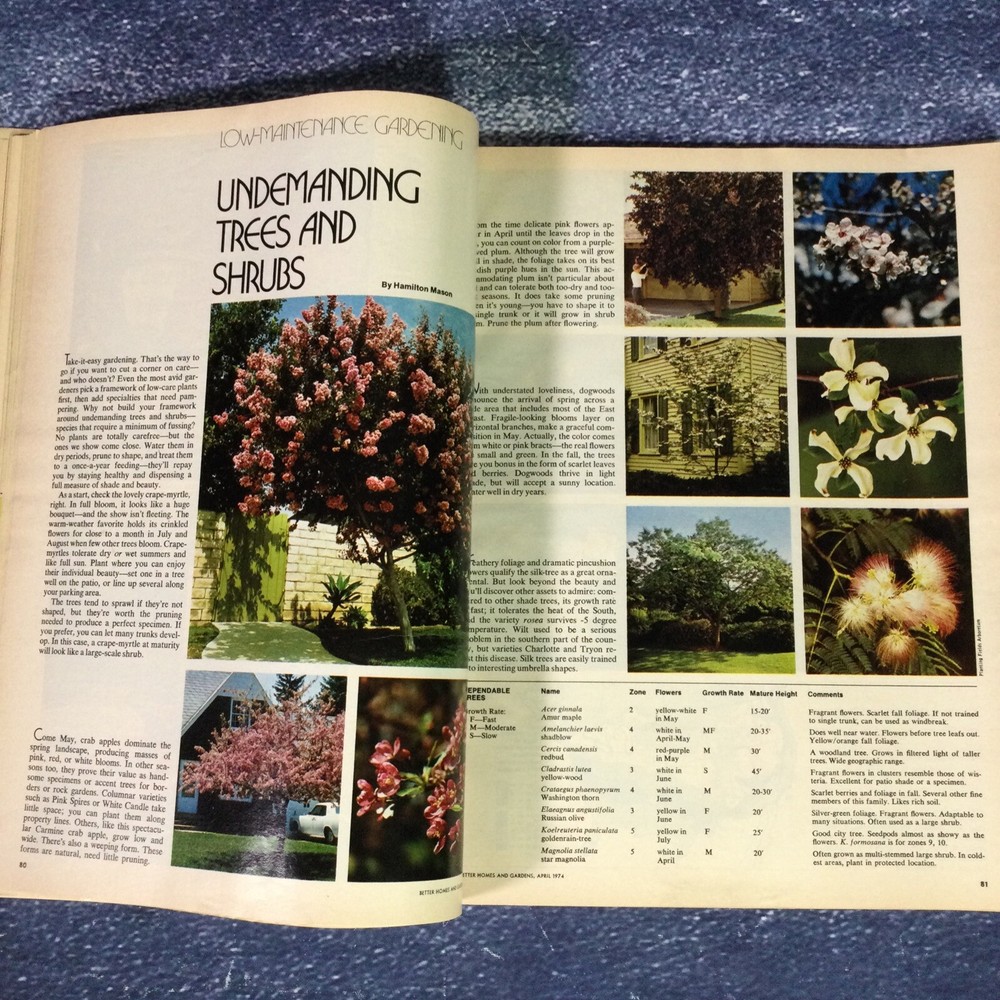 LOW-MAINTENANCE GARDENING
UNDEMANDING
TREES AND
SHRUBS
By Hamilton Mason
Take-it-easy gardening. That's the way to
go if you want to cut a corner on care—
and who doesn't? Even the most avid gar-
deners pick a framework of low-care plants
first, then add specialties that need pam-
pering. Why not build your framework
around undemanding trees and shrubs—
species that require a minimum of fussing?
No plants are totally carefree—but the
ones we show come close. Water them in
dry periods, prune to shape, and treat them
to a once-a-year feeding—they'll repay
you by staying healthy and dispensing a
full measure of shade and beauty.
As a start, check the lovely crape-myrtle,
right. In full bloom, it looks like a huge
bouquet—and the show isn't fleeting. The
warm-weather favorite holds its crinkled
flowers for close to a month in July and
August when few other trees bloom. Crape-
myrtles tolerate dry or wet summers and
like full sun. Plant where you can enjoy
their individual beauty—set one in a tree
well on the patio, or line up several along
your parking area.
The trees tend to sprawl if they're not
shaped, but they're worth the pruning
needed to produce a perfect specimen. If
you prefer, you can let many trunks devel-
op. In this case, a crape-myrtle at maturity
will look like a large-scale shrub.
Come May, crab apples dominate the
spring landscape, producing masses of
pink, red, or white blooms. In other sea-
sons too, they prove their value as hand-
some specimens or accent trees for bor-
ders or rock gardens. Columnar varieties
such as Pink Spires or White Candle take
little space; you can plant them along
property lines. Others, like this spectacu-
lar Carmine crab apple, grow low and
wide. There's also a weeping form. These
forms are natural, need little pruning.
80
BETTER HOMES AND
the time delicate pink flowers ap-
in April until the leaves drop in the
you can count on color from a purple-
plum. Although the tree will grow
in shade, the foliage takes on its best
purple hues in the sun. This ac-
plum isn't particular about
and can tolerate both too-dry and too-
seasons. It does take some pruning
it's young—you have to shape it to
trunk or it will grow in shrub
Prune the plum after flowering.
With understated loveliness, dogwoods
the arrival of spring across a
area that includes most of the East
Fragile-looking blooms layer on
branches, make a graceful com-
in May. Actually, the color comes
white or pink bracts—the real flowers
small and green. In the fall, the trees
you bonus in the form of scarlet leaves
berries. Dogwoods thrive in light
but will accept a sunny location.
well in dry years.
Feathery foliage and dramatic pincushion
qualify the silk-tree as a great orna-
But look beyond the beauty and
discover other assets to admire: com-
to other shade trees, its growth rate
fast; it tolerates the heat of the South,
the variety rosea survives -5 degree
Wilt used to be a serious
in the southern part of the coun-
but varieties Charlotte and Tryon re-
this disease. Silk trees are easily trained
to interesting umbrella shapes.
Planting Fields Arboretum
Growth Rate:
F—Fast
M—Moderate
S—Slow
Name Zone Flowers Growth Rate Mature Height Comments
Acer ginnala 2 yellow-white F 15-20' Fragrant flowers. Scarlet fall foliage. If not trained
Amur maple in May to single trunk, can be used as windbreak.
Amelanchier laevis 4 white in MF 20-35' Does well near water. Flowers before tree leafs out.
shadblow April-May Yellow/orange fall foliage.
Cercis canadensis 4 red-purple M 30' A woodland tree. Grows in filtered light of taller
redbud in May trees. Wide geographic range.
Cladrastis lutea 3 white in S 45' Fragrant flowers in clusters resemble those of wis-
yellow-wood June teria. Excellent for patio shade or a specimen.
Crataegus phaenopyrum 4 white in M 20-30' Scarlet berries and foliage in fall. Several other fine
Washington thorn June members of this family. Likes rich soil.
Elaeagnus angustifolia 3 yellow in F 20' Silver-green foliage. Fragrant flowers. Adaptable to
Russian olive June many situations. Often used as a large shrub.
Koelreuteria paniculata 5 yellow in F 25' Good city tree. Seedpods almost as showy as the
goldenrain-tree July flowers. K. formosana is for zones 9, 10.
Magnolia stellata 5 white in M 20' Often grown as multi-stemmed large shrub. In cold-
star magnolia April est areas, plant in protected location.
BETTER HOMES AND GARDENS, APRIL 1974
81